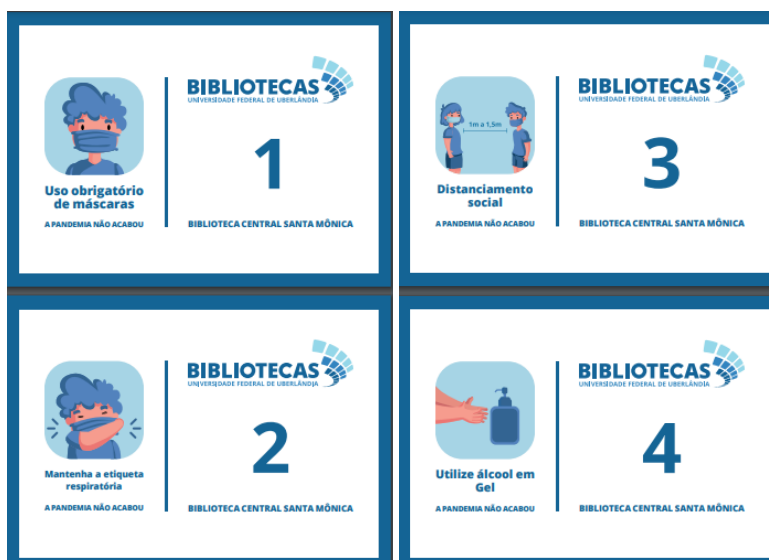 BIBLIOTECAS
UNIVERSIDADE FEDERAL DE UBERLÂNDIA
1
Uso obrigatório
de máscaras
A PANDEMIA NÃO ACABOU
BIBLIOTECA CENTRAL SANTA MÔNICA
BIBLIOTECAS
UNIVERSIDADE FEDERAL DE UBERLÂNDIA
1m a 1,5m
3
Distanciamento
social
A PANDEMIA NÃO ACABOU
BIBLIOTECA CENTRAL SANTA MÔNICA
BIBLIOTECAS
UNIVERSIDADE FEDERAL DE UBERLÂNDIA
2
Mantenha a etiqueta
respiratória
A PANDEMIA NÃO ACABOU
BIBLIOTECA CENTRAL SANTA MÔNICA
BIBLIOTECAS
UNIVERSIDADE FEDERAL DE UBERLÂNDIA
4
Utilize álcool em
Gel
A PANDEMIA NÃO ACABOU
BIBLIOTECA CENTRAL SANTA MÔNICA